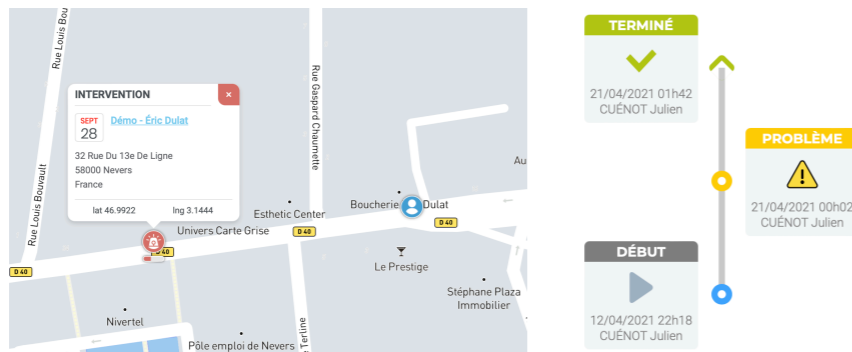 Rue Louis Bou
INTERVENTION
×
SEPT
28
Démo - Éric Dulat
32 Rue Du 13e De Ligne
58000 Nevers
France
lat 46.9922
lng 3.1444
Rue Louis Bouvault
Rue Gaspard Chaumette
Au
Esthetic Center
Boucherie
Dulat
Univers Carte Grise
D 40
D 40
D 40
D 40
Le Prestige
Stéphane Plaza
Immobilier
Nivertel
Pôle emploi de Nevers
e Terline
TERMINÉ
21/04/2021 01h42
CUÉNOT Julien
PROBLÈME
21/04/2021 00h02
CUÉNOT Julien
DÉBUT
12/04/2021 22h18
CUÉNOT Julien